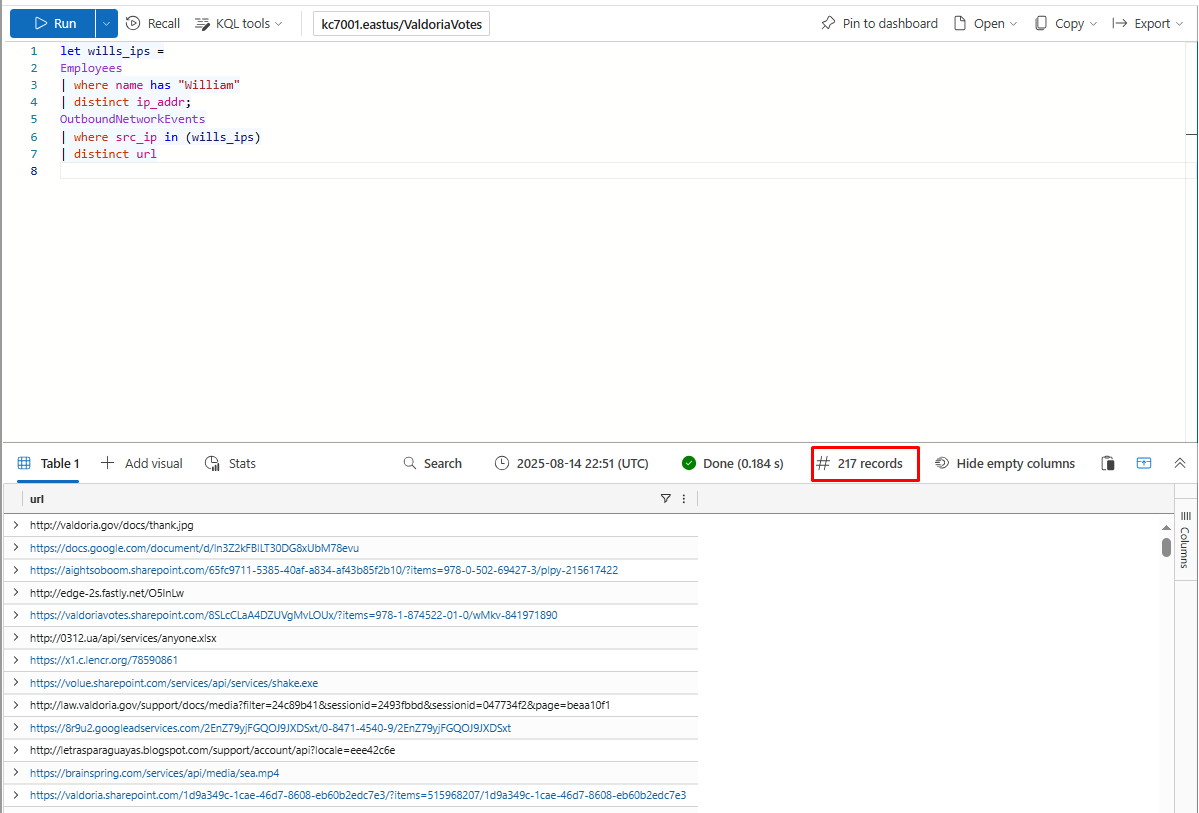 Run Recall KQL tools kc7001.eastus/ValdoriaVotes Pin to dashboard Open Copy Export
1 let wills_ips =
2 Employees
3 | where name has "William"
4 | distinct ip_addr;
5 OutboundNetworkEvents
6 | where src_ip in (wills_ips)
7 | distinct url
8
Table 1 Add visual Stats Search 2025-08-14 22:51 (UTC) Done (0.184 s) 217 records Hide empty columns
url
Columns
http://valdoria.gov/docs/thank.jpg
https://docs.google.com/document/d/ln3Z2kFBlLT30DG8xUbM78evu
https://aightsoboom.sharepoint.com/65fc9711-5385-40af-a834-af43b85f2b10/?items=978-0-502-69427-3/plpy-215617422
http://edge-2s.fastly.net/O5lnLw
https://valdoriavotes.sharepoint.com/8SLcCLaA4DZUVgMvLOUx/?items=978-1-874522-01-0/wMkv-841971890
http://0312.ua/api/services/anyone.xlsx
https://x1.c.lencr.org/78590861
https://volue.sharepoint.com/services/api/services/shake.exe
http://law.valdoria.gov/support/docs/media?filter=24c89b41&sessionid=2493fbbd&sessionid=047734f2&page=beaa10f1
https://8r9u2.googleadservices.com/2EnZ79yjFGQOJ9JXDSxt/0-8471-4540-9/2EnZ79yjFGQOJ9JXDSxt
http://letrasparaguayas.blogspot.com/support/account/api?locale=eee42c6e
https://brainspring.com/services/api/media/sea.mp4
https://valdoria.sharepoint.com/1d9a349c-1cae-46d7-8608-eb60b2edc7e3/?items=515968207/1d9a349c-1cae-46d7-8608-eb60b2edc7e3